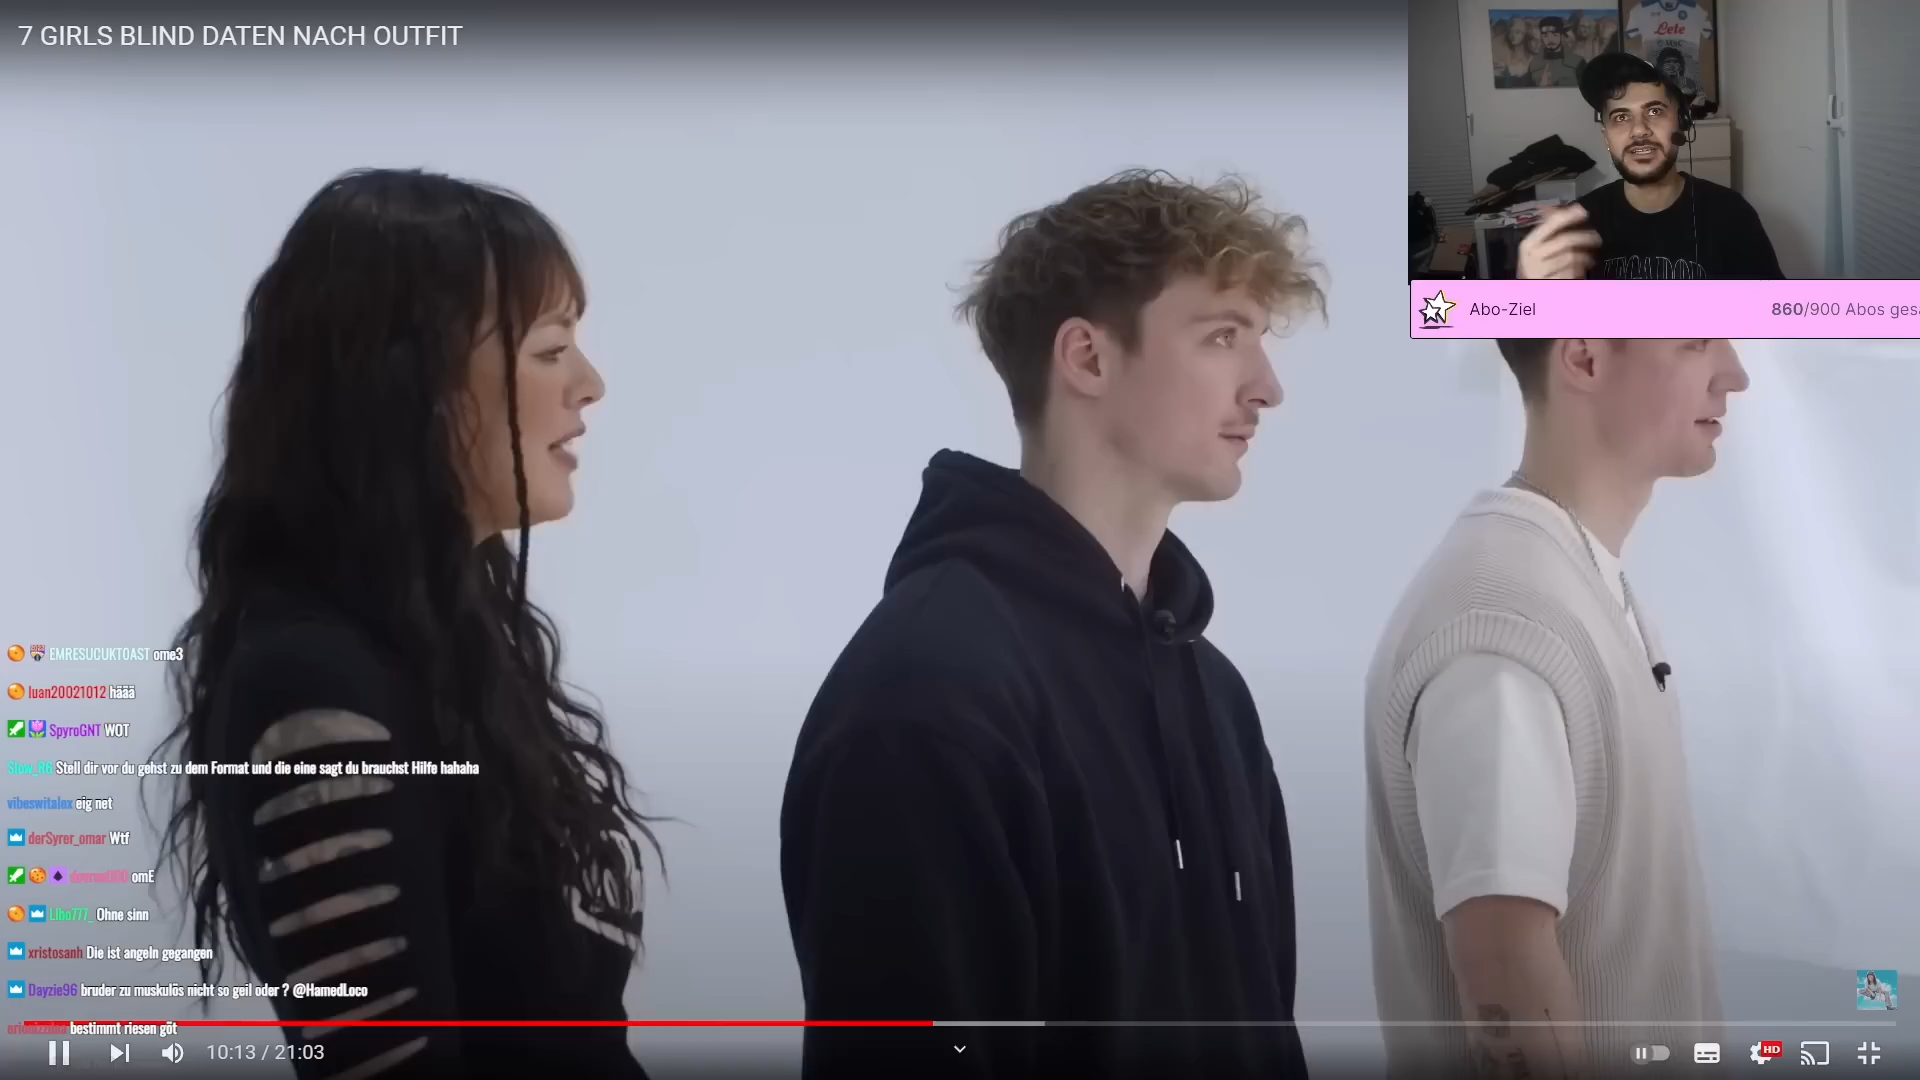 7 GIRLS BLIND DATEN NACH OUTFIT
Lete
Abo-Ziel
860/900 Abos gesa
EMRESUCUKTOAST ome3
luan20021012 häää
SpyroGNT WOT
Stell dir vor du gehst zu dem Format und die eine sagt du brauchst Hilfe hahaha
vibeswitalox eig net
derSyrer_omar Wtf
omE
Llbo777_ Ohne sinn
xristosanh Die ist angeln gegangen
Dayzie96 bruder zu muskulös nicht so geil oder ? @HamedLoco
bestimmt riesen göt
10:13 / 21:03
HD